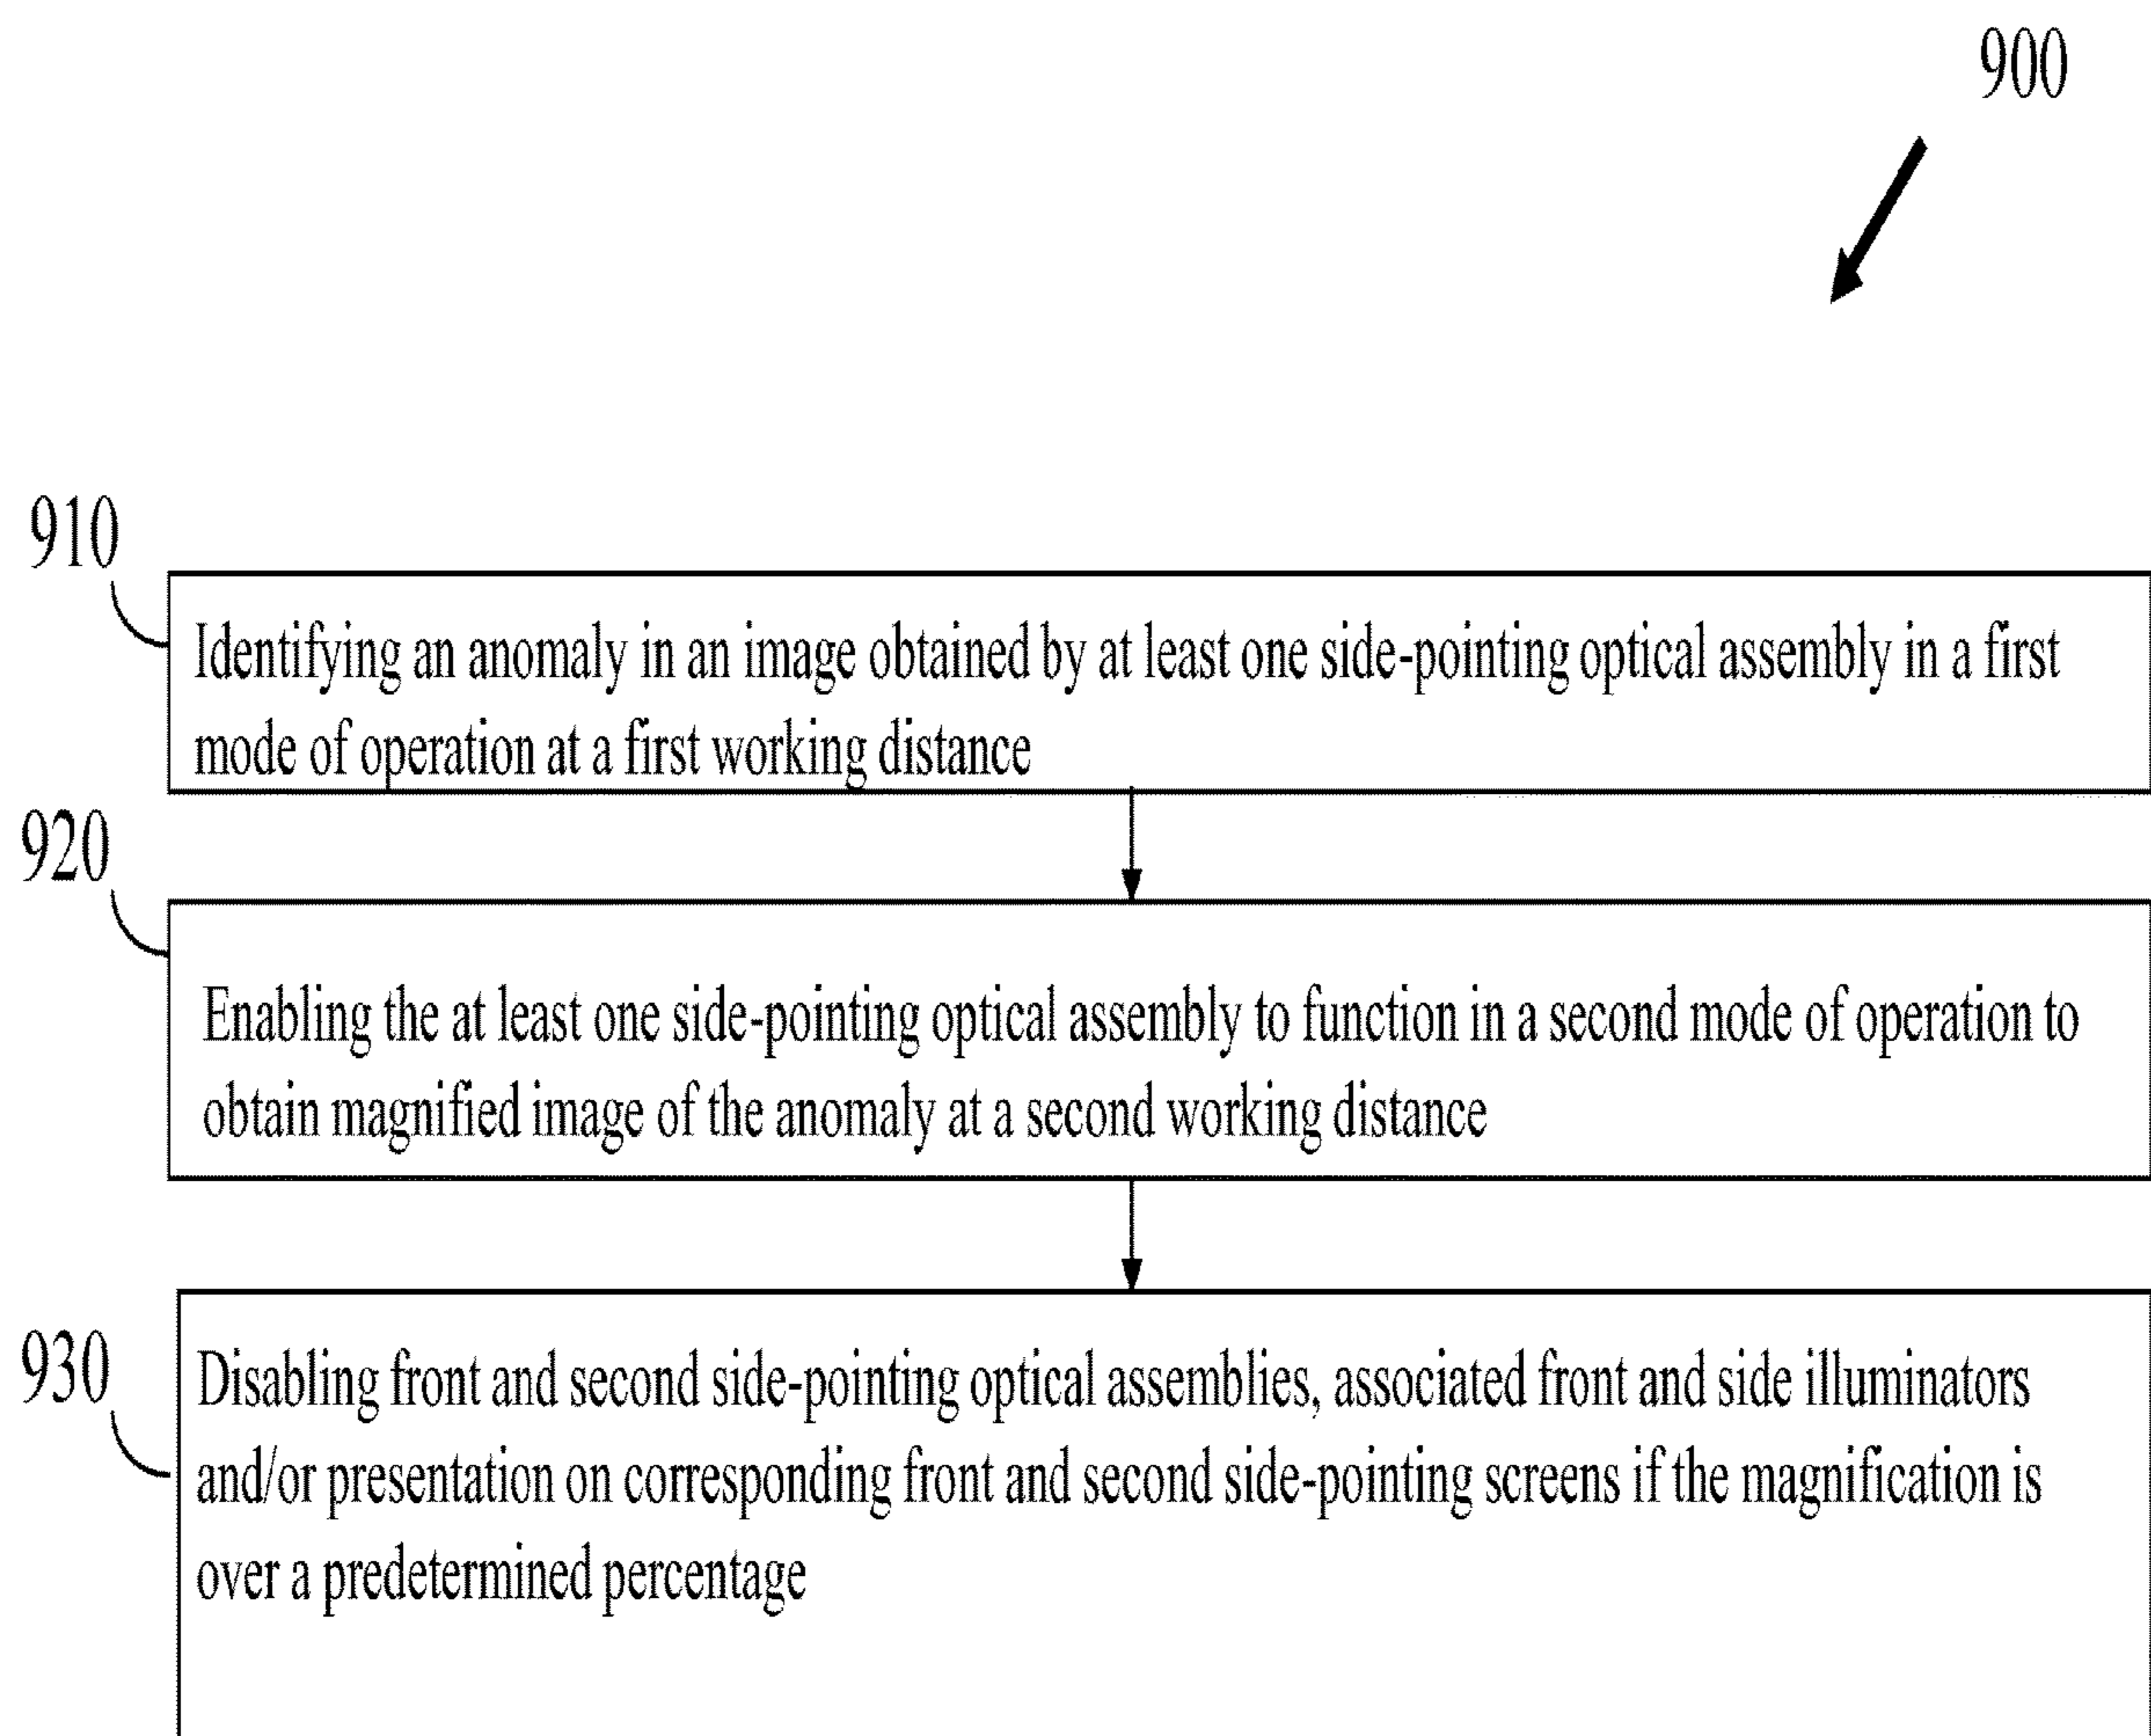 900
910
Identifying an anomaly in an image obtained by at least one side-pointing optical assembly in a first
mode of operation at a first working distance
920
Enabling the at least one side-pointing optical assembly to function in a second mode of operation to
obtain magnified image of the anomaly at a second working distance
930
Disabling front and second side-pointing optical assemblies, associated front and side illuminators
and/or presentation on corresponding front and second side-pointing screens if the magnification is
over a predetermined percentage